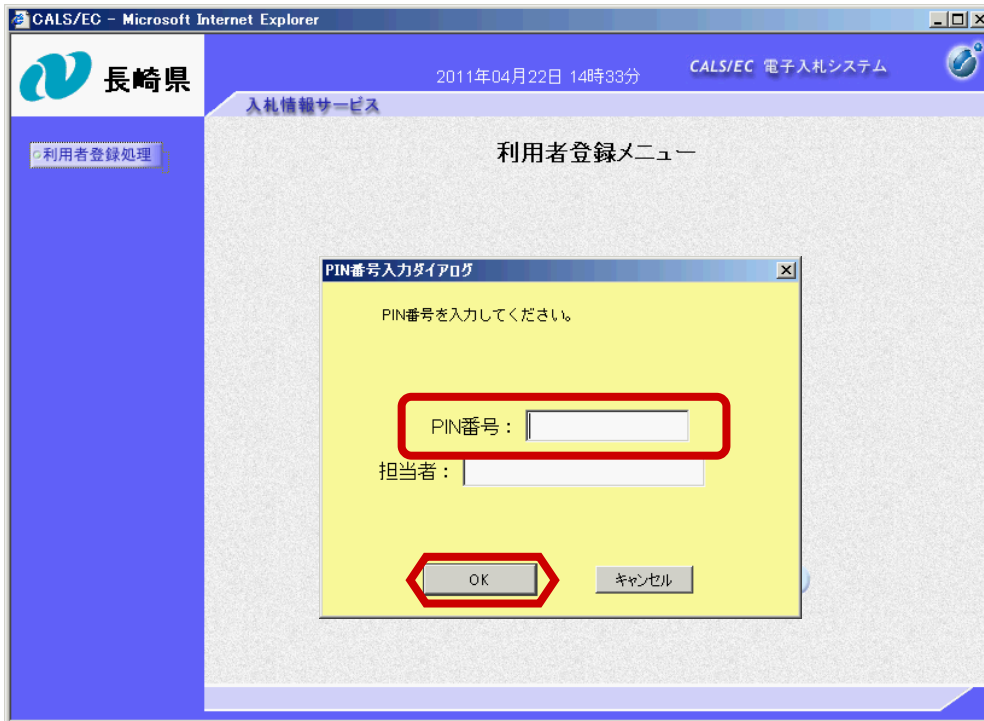 CALS/EC - Microsoft Internet Explorer
長崎県
2011年04月22日 14時33分
CALS/EC 電子入札システム
入札情報サービス
利用者登録処理
利用者登録メニュー
PIN番号入力ダイアログ
PIN番号を入力してください。
PIN番号：
担当者：
OK
キャンセル